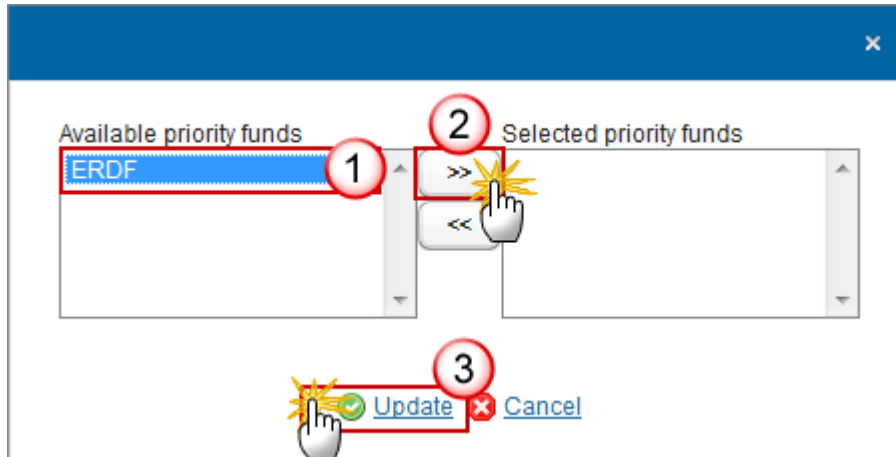 ×
Available priority funds
2
Selected priority funds
ERDF
1
>>
<<
3
Update
Cancel